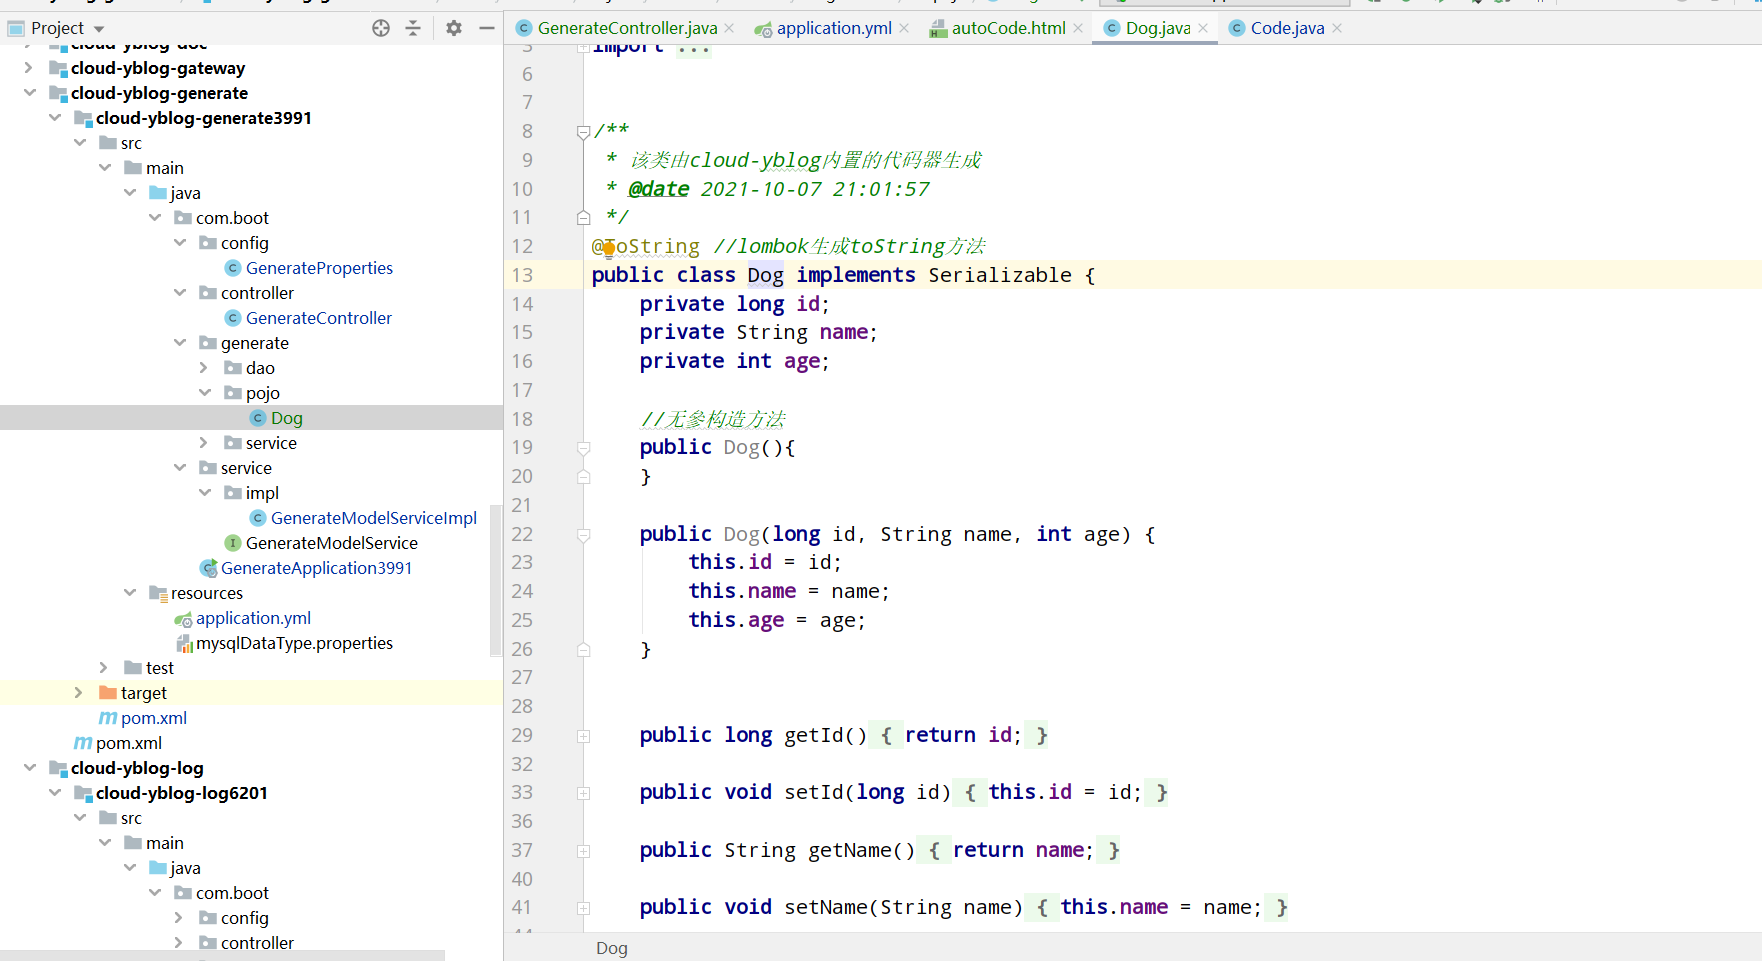 Project
cloud-yblog-doc
cloud-yblog-gateway
cloud-yblog-generate
cloud-yblog-generate3991
src
main
java
com.boot
config
GenerateProperties
controller
GenerateController
generate
dao
pojo
Dog
service
service
impl
GenerateModelServiceImpl
GenerateModelService
GenerateApplication3991
resources
application.yml
mysqlDataType.properties
test
target
pom.xml
pom.xml
cloud-yblog-log
cloud-yblog-log6201
src
main
java
com.boot
config
controller
GenerateController.java application.yml autoCode.html Dog.java Code.java
5 import ...
6
7
8 /**
9 * 该类由cloud-yblog内置的代码器生成
10 * @date 2021-10-07 21:01:57
11 */
12 @ToString //lombok生成toString方法
13 public class Dog implements Serializable {
14 private long id;
15 private String name;
16 private int age;
17
18 //无参构造方法
19 public Dog(){
20 }
21
22 public Dog(long id, String name, int age) {
23 this.id = id;
24 this.name = name;
25 this.age = age;
26 }
27
28
29 public long getId() { return id; }
32
33 public void setId(long id) { this.id = id; }
36
37 public String getName() { return name; }
40
41 public void setName(String name) { this.name = name; }
Dog